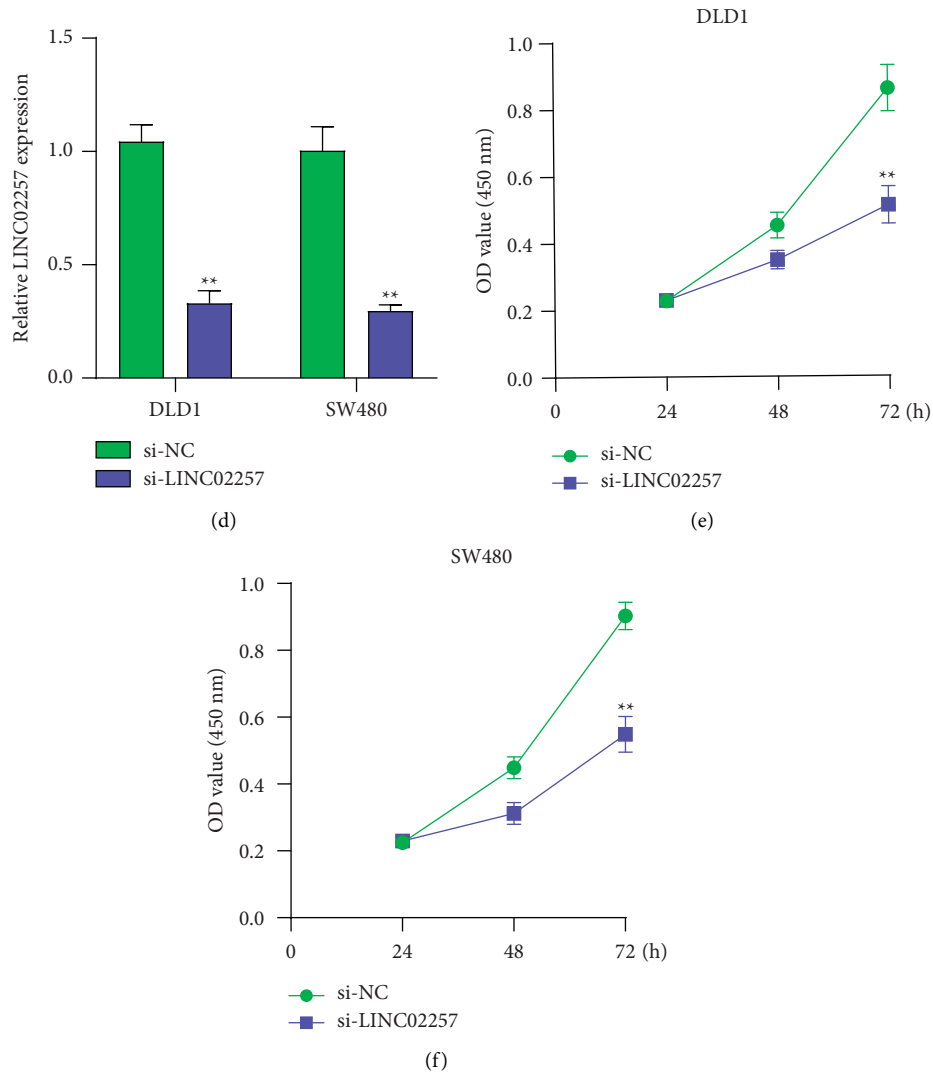 1.5
1.0
0.5
0.0
Relative LINC02257 expression
**
**
DLD1
SW480
si-NC
si-LINC02257
(d)
DLD1
1.0
0.8
0.6
0.4
0.2
0.0
OD value (450 nm)
**
0
24
48
72 (h)
si-NC
si-LINC02257
(e)
SW480
1.0
0.8
0.6
0.4
0.2
0.0
OD value (450 nm)
**
0
24
48
72 (h)
si-NC
si-LINC02257
(f)